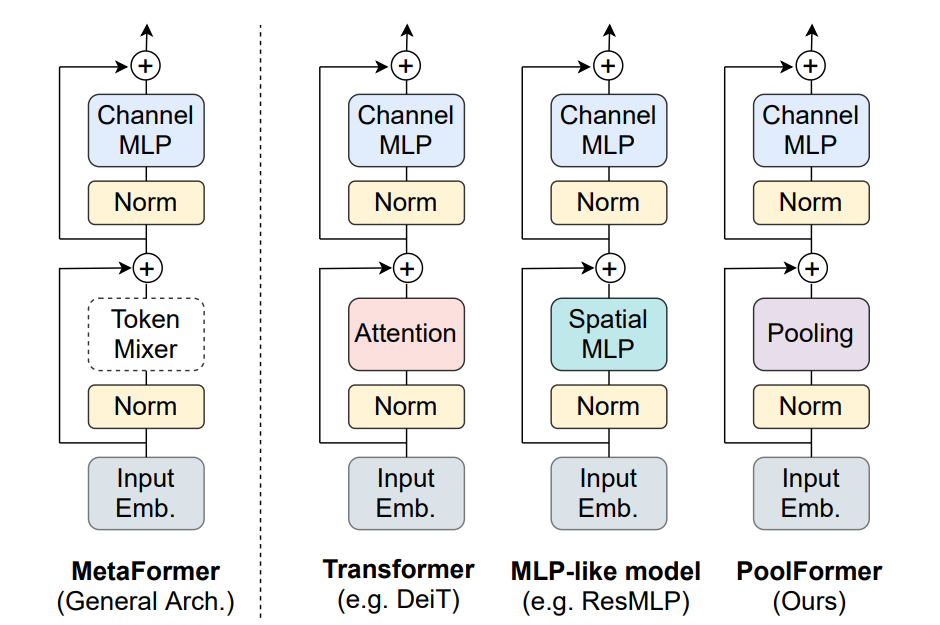 +
Channel
MLP
Norm
+
Token
Mixer
Norm
Input
Emb.
MetaFormer
(General Arch.)
+
Channel
MLP
Norm
+
Attention
Norm
Input
Emb.
Transformer
(e.g. DeiT)
+
Channel
MLP
Norm
+
Spatial
MLP
Norm
Input
Emb.
MLP-like model
(e.g. ResMLP)
+
Channel
MLP
Norm
+
Pooling
Norm
Input
Emb.
PoolFormer
(Ours)